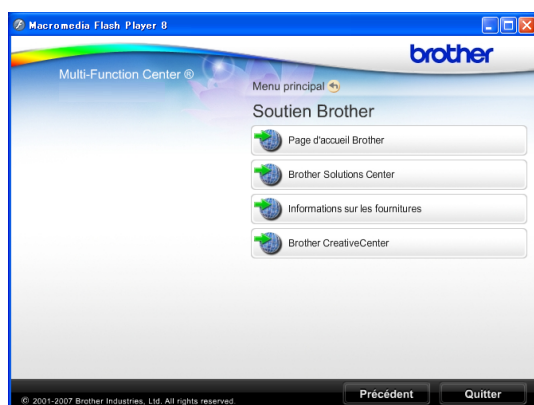 Macromedia Flash Player 8
brother
Multi-Function Center ®
Menu principal
Soutien Brother
Page d'accueil Brother
Brother Solutions Center
Informations sur les fournitures
Brother CreativeCenter
© 2001-2007 Brother Industries, Ltd. All rights reserved.
Précédent
Quitter